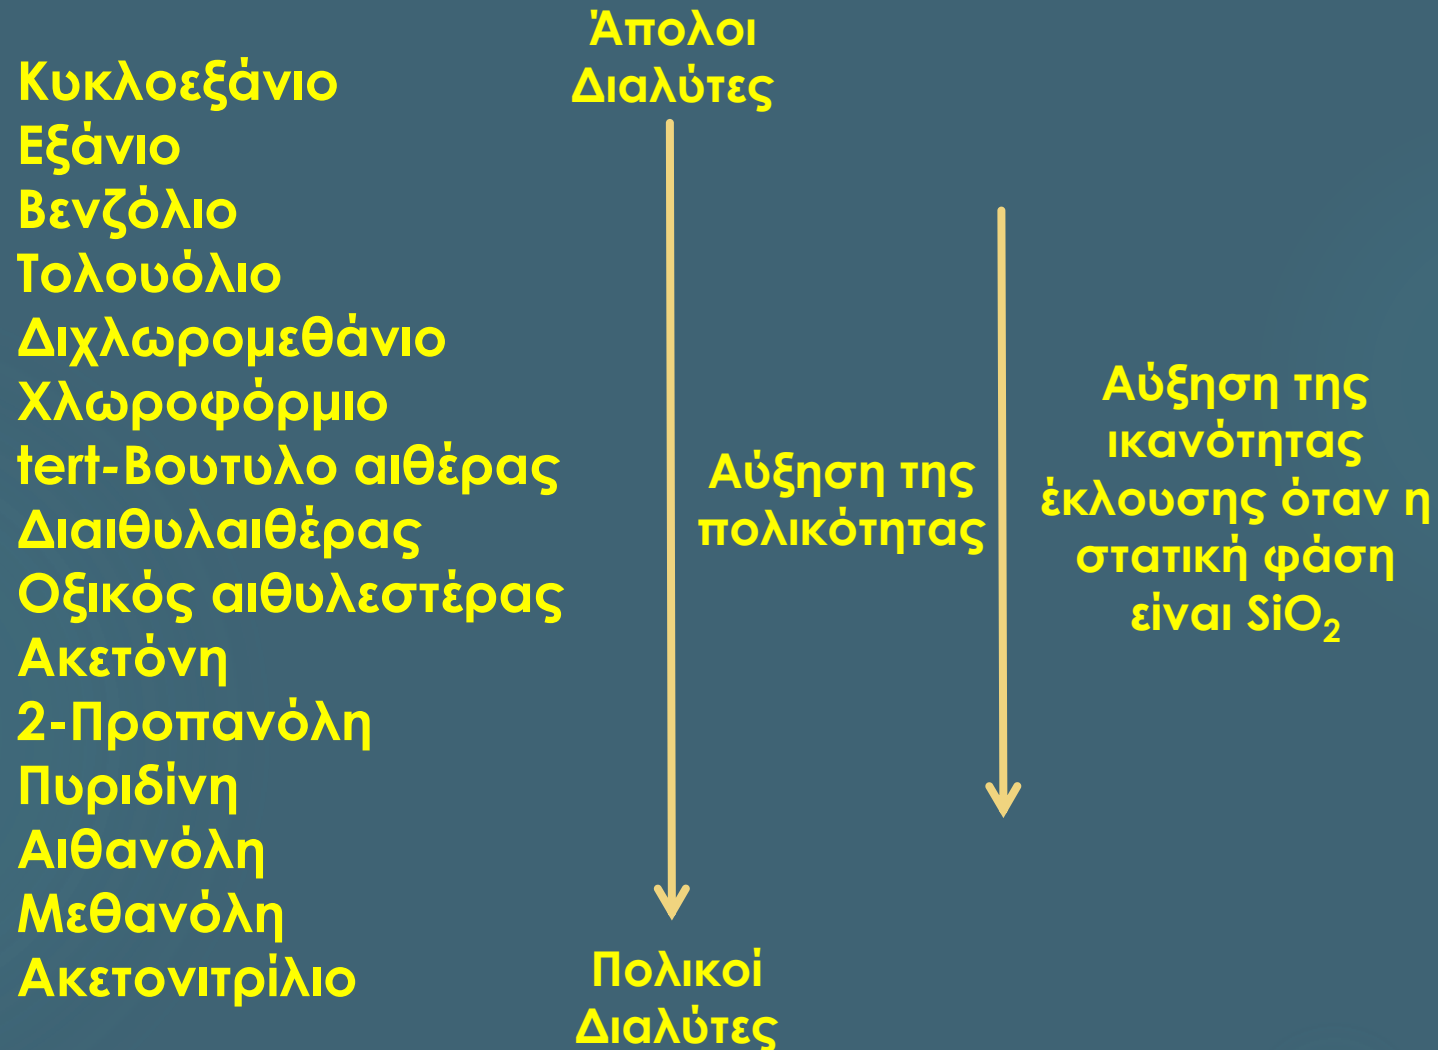 Άπολοι
Διαλύτες
Κυκλοεξάνιο
Εξάνιο
Βενζόλιο
Τολουόλιο
Διχλωρομεθάνιο
Χλωροφόρμιο
tert-Βουτυλο αιθέρας
Διαιθυλαιθέρας
Οξικός αιθυλεστέρας
Ακετόνη
2-Προπανόλη
Πυριδίνη
Αιθανόλη
Μεθανόλη
Ακετονιτρίλιο
Αύξηση της
πολικότητας
Αύξηση της
ικανότητας
έκλουσης όταν η
στατική φάση
είναι SiO₂
Πολικοί
Διαλύτες